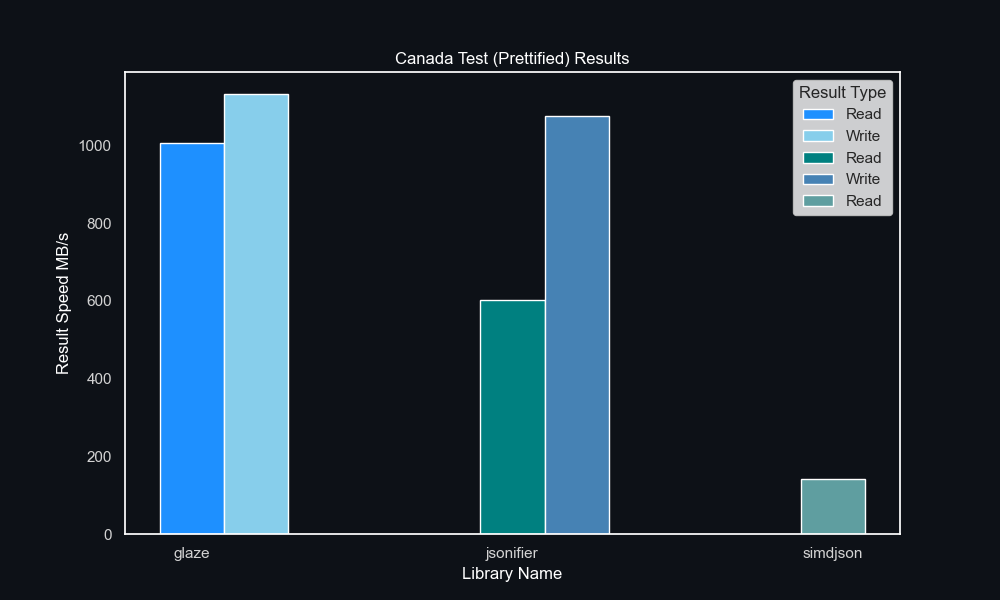 Canada Test (Prettified) Results
Result Type
Read
Write
Read
Write
Read
Result Speed MB/s
1000
800
600
400
200
0
glaze jsonifier simdjson
Library Name